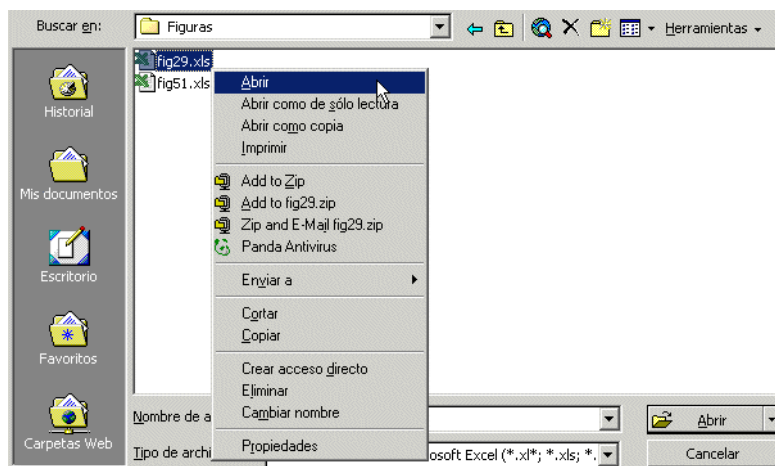 Buscar en:
Figuras
Herramientas
fig29.xls
fig51.xls
Historial
Mis documentos
Escritorio
Favoritos
Carpetas Web
Abrir
Abrir como de sólo lectura
Abrir como copia
Imprimir
Add to Zip
Add to fig29.zip
Zip and E-Mail fig29.zip
Panda Antivirus
Enviar a
Cortar
Copiar
Crear acceso directo
Eliminar
Cambiar nombre
Propiedades
Nombre de a
Abrir
Tipo de archi
osoft Excel (*.xl*; *.xls; *.
Cancelar